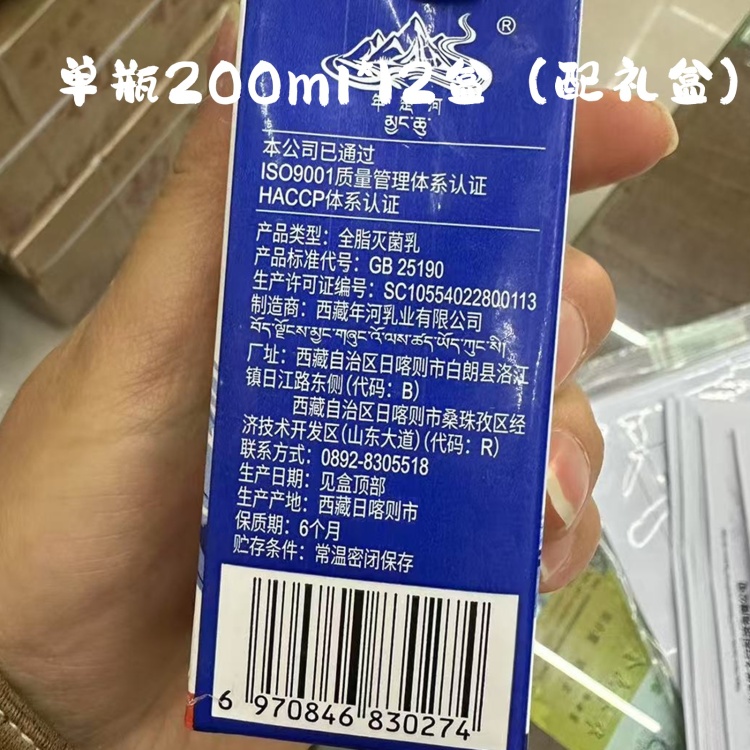 单瓶200ml*12盒（配礼盒）
®
年楚河
མྱང་ཆུ
本公司已通过
ISO9001质量管理体系认证
HACCP体系认证
产品类型：全脂灭菌乳
产品标准代号：GB 25190
生产许可证编号：SC10554022800113
制造商：西藏年河乳业有限公司
བོད་ལྗོངས་མྱང་གཞུང་འོ་ལས་ཚད་ཡོད་ཀུང་སི།
厂址：西藏自治区日喀则市白朗县洛江
镇日江路东侧(代码：B)
西藏自治区日喀则市桑珠孜区经
济技术开发区(山东大道)(代码：R)
联系方式：0892-8305518
生产日期：见盒顶部
生产产地：西藏日喀则市
保质期：6个月
贮存条件：常温密闭保存
6 970846 830274